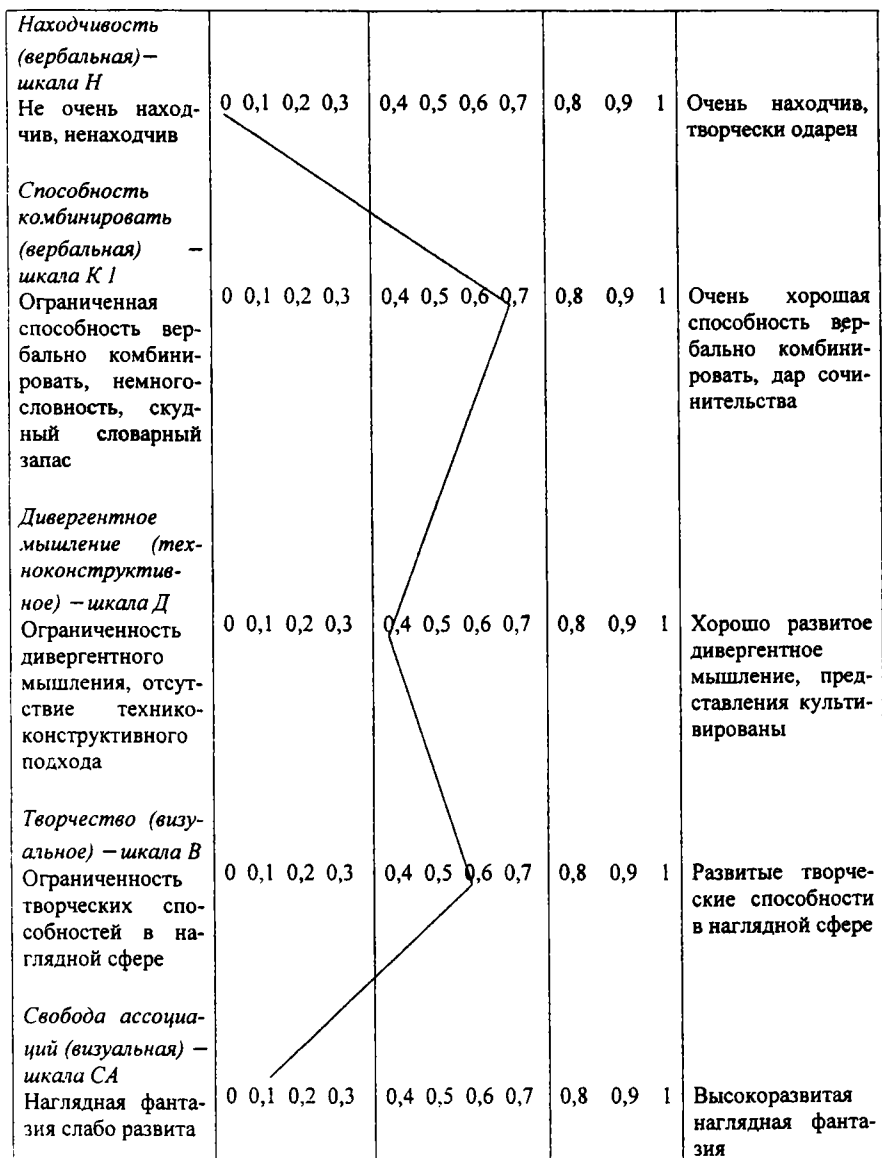 Находчивость
(вербальная)—
шкала Н
Не очень наход-
чив, ненаходчив
0 0,1 0,2 0,3 0,4 0,5 0,6 0,7 0,8 0,9 1
Очень находчив,
творчески одарен
Способность
комбинировать
(вербальная) —
шкала К 1
Ограниченная
способность вер-
бально комбини-
ровать, немного-
словность, скуд-
ный словарный
запас
0 0,1 0,2 0,3 0,4 0,5 0,6 0,7 0,8 0,9 1
Очень хорошая
способность вер-
бально комбини-
ровать, дар сочи-
нительства
Дивергентное
мышление (тех-
ноконструктив-
ное) — шкала Д
Ограниченность
дивергентного
мышления, отсут-
ствие технико-
конструктивного
подхода
0 0,1 0,2 0,3 0,4 0,5 0,6 0,7 0,8 0,9 1
Хорошо развитое
дивергентное
мышление, пред-
ставления культи-
вированы
Творчество (визу-
альное) — шкала В
Ограниченность
творческих спо-
собностей в на-
глядной сфере
0 0,1 0,2 0,3 0,4 0,5 0,6 0,7 0,8 0,9 1
Развитые творче-
ские способности
в наглядной сфере
Свобода ассоциа-
ций (визуальная) —
шкала СА
Наглядная фанта-
зия слабо развита
0 0,1 0,2 0,3 0,4 0,5 0,6 0,7 0,8 0,9 1
Высокоразвитая
наглядная фанта-
зия